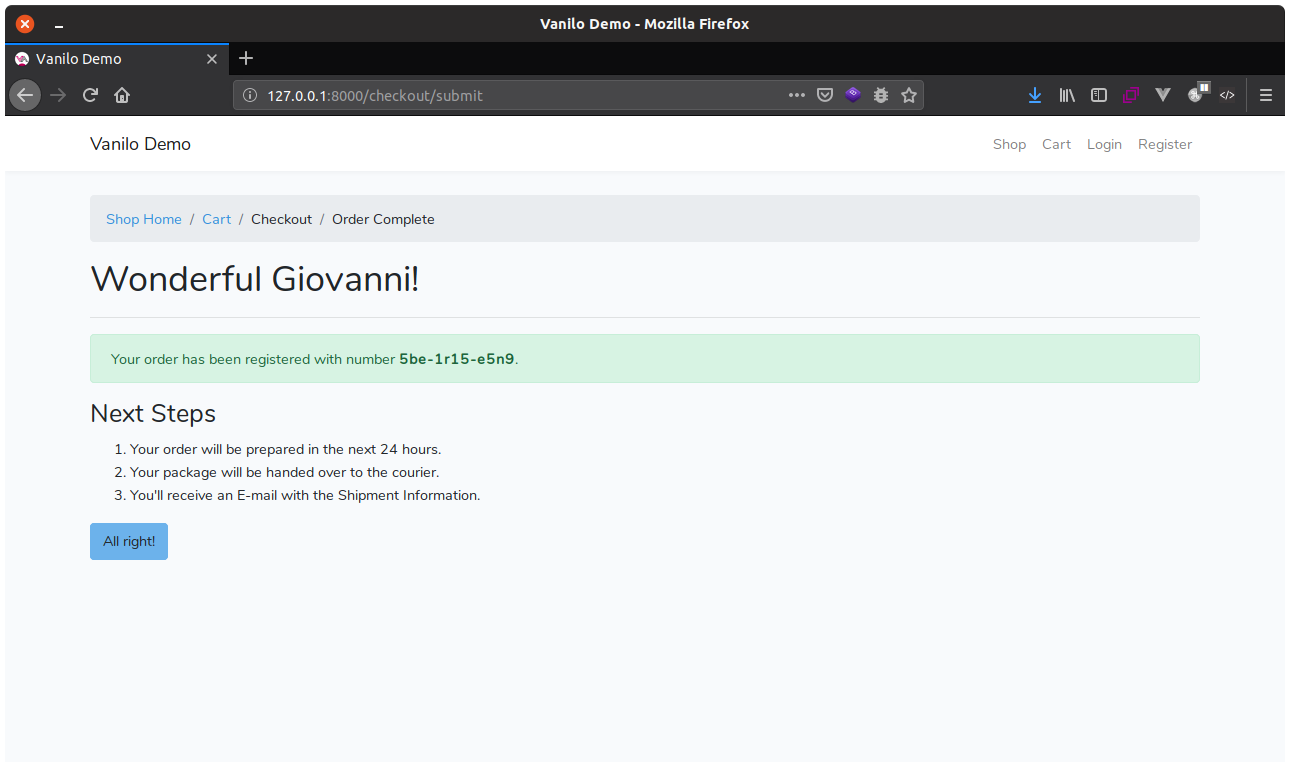 Vanilo Demo - Mozilla Firefox
Vanilo Demo
127.0.0.1:8000/checkout/submit
Vanilo Demo Shop Cart Login Register
Shop Home / Cart / Checkout / Order Complete
Wonderful Giovanni!
Your order has been registered with number 5be-1r15-e5n9.
Next Steps
1. Your order will be prepared in the next 24 hours.
2. Your package will be handed over to the courier.
3. You'll receive an E-mail with the Shipment Information.
All right!